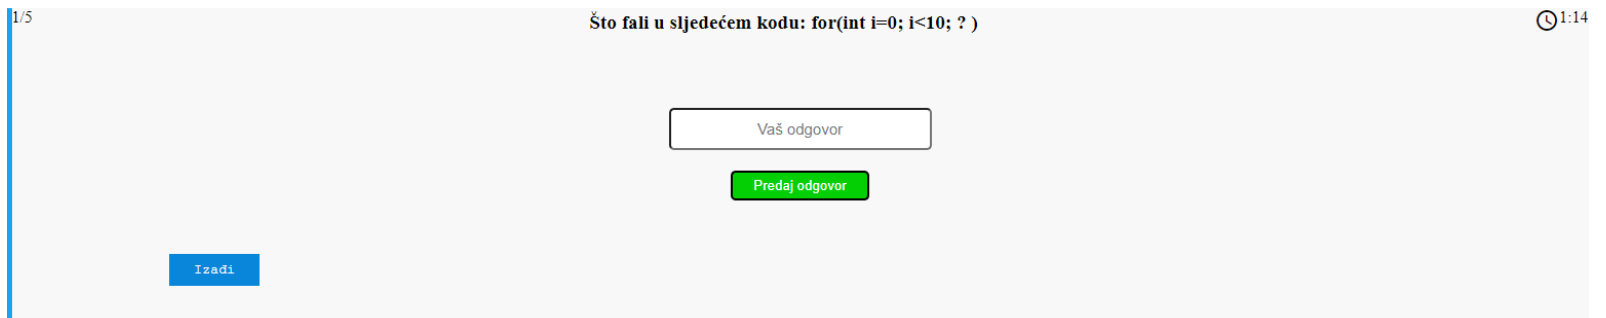 1/5
Što fali u sljedećem kodu: for(int i=0; i<10; ? )
1:14
Vaš odgovor
Predaj odgovor
Izađi